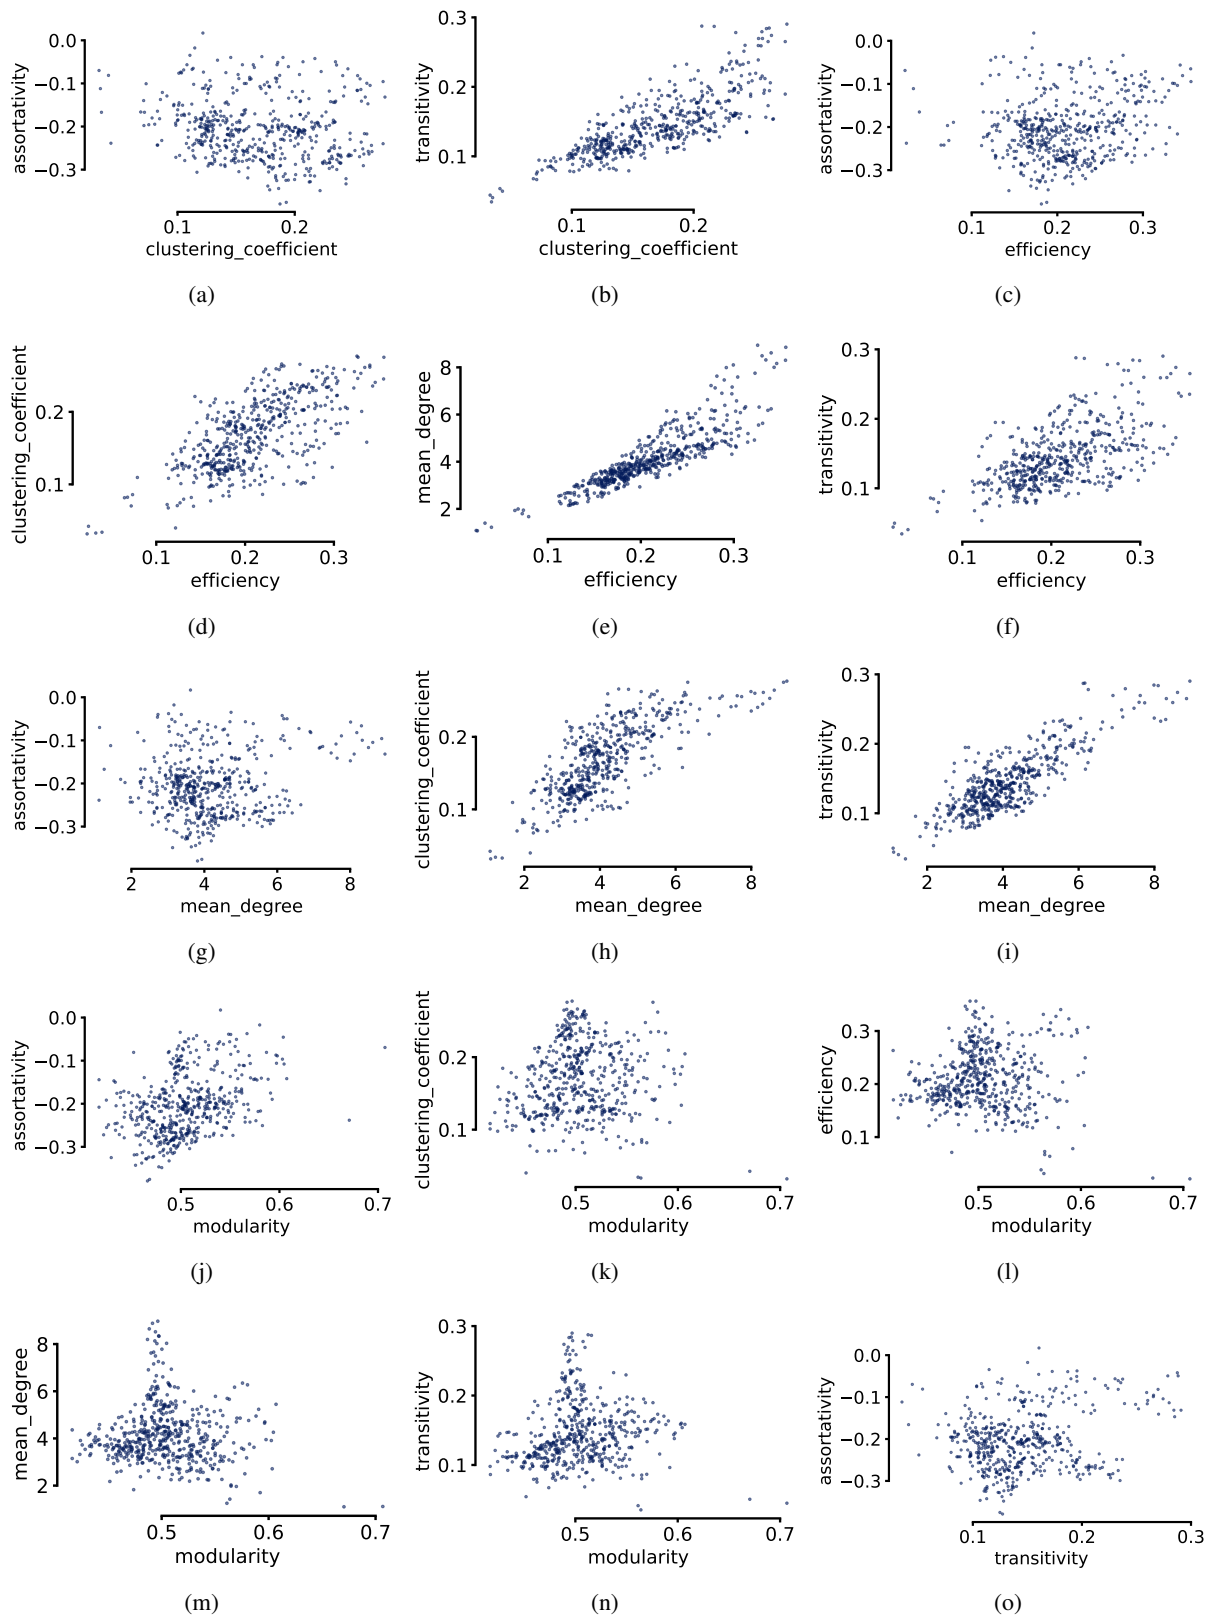 0.0
−0.1
−0.2
−0.3
assortativity
0.1 0.2
clustering_coefficient
(a)
0.3
0.2
0.1
transitivity
0.1 0.2
clustering_coefficient
(b)
0.0
−0.1
−0.2
−0.3
assortativity
0.1 0.2 0.3
efficiency
(c)
0.2
0.1
clustering_coefficient
0.1 0.2 0.3
efficiency
(d)
8
6
4
2
mean_degree
0.1 0.2 0.3
efficiency
(e)
0.3
0.2
0.1
transitivity
0.1 0.2 0.3
efficiency
(f)
0.0
−0.1
−0.2
−0.3
assortativity
2 4 6 8
mean_degree
(g)
0.2
0.1
clustering_coefficient
2 4 6 8
mean_degree
(h)
0.3
0.2
0.1
transitivity
2 4 6 8
mean_degree
(i)
0.0
−0.1
−0.2
−0.3
assortativity
0.5 0.6 0.7
modularity
(j)
0.2
0.1
clustering_coefficient
0.5 0.6 0.7
modularity
(k)
0.3
0.2
0.1
efficiency
0.5 0.6 0.7
modularity
(l)
8
6
4
2
mean_degree
0.5 0.6 0.7
modularity
(m)
0.3
0.2
0.1
transitivity
0.5 0.6 0.7
modularity
(n)
0.0
−0.1
−0.2
−0.3
assortativity
0.1 0.2 0.3
transitivity
(o)